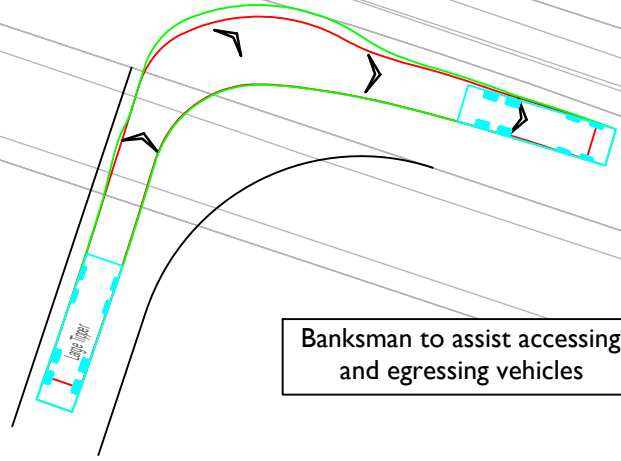 Large Tipper
Banksman to assist accessing
and egressing vehicles